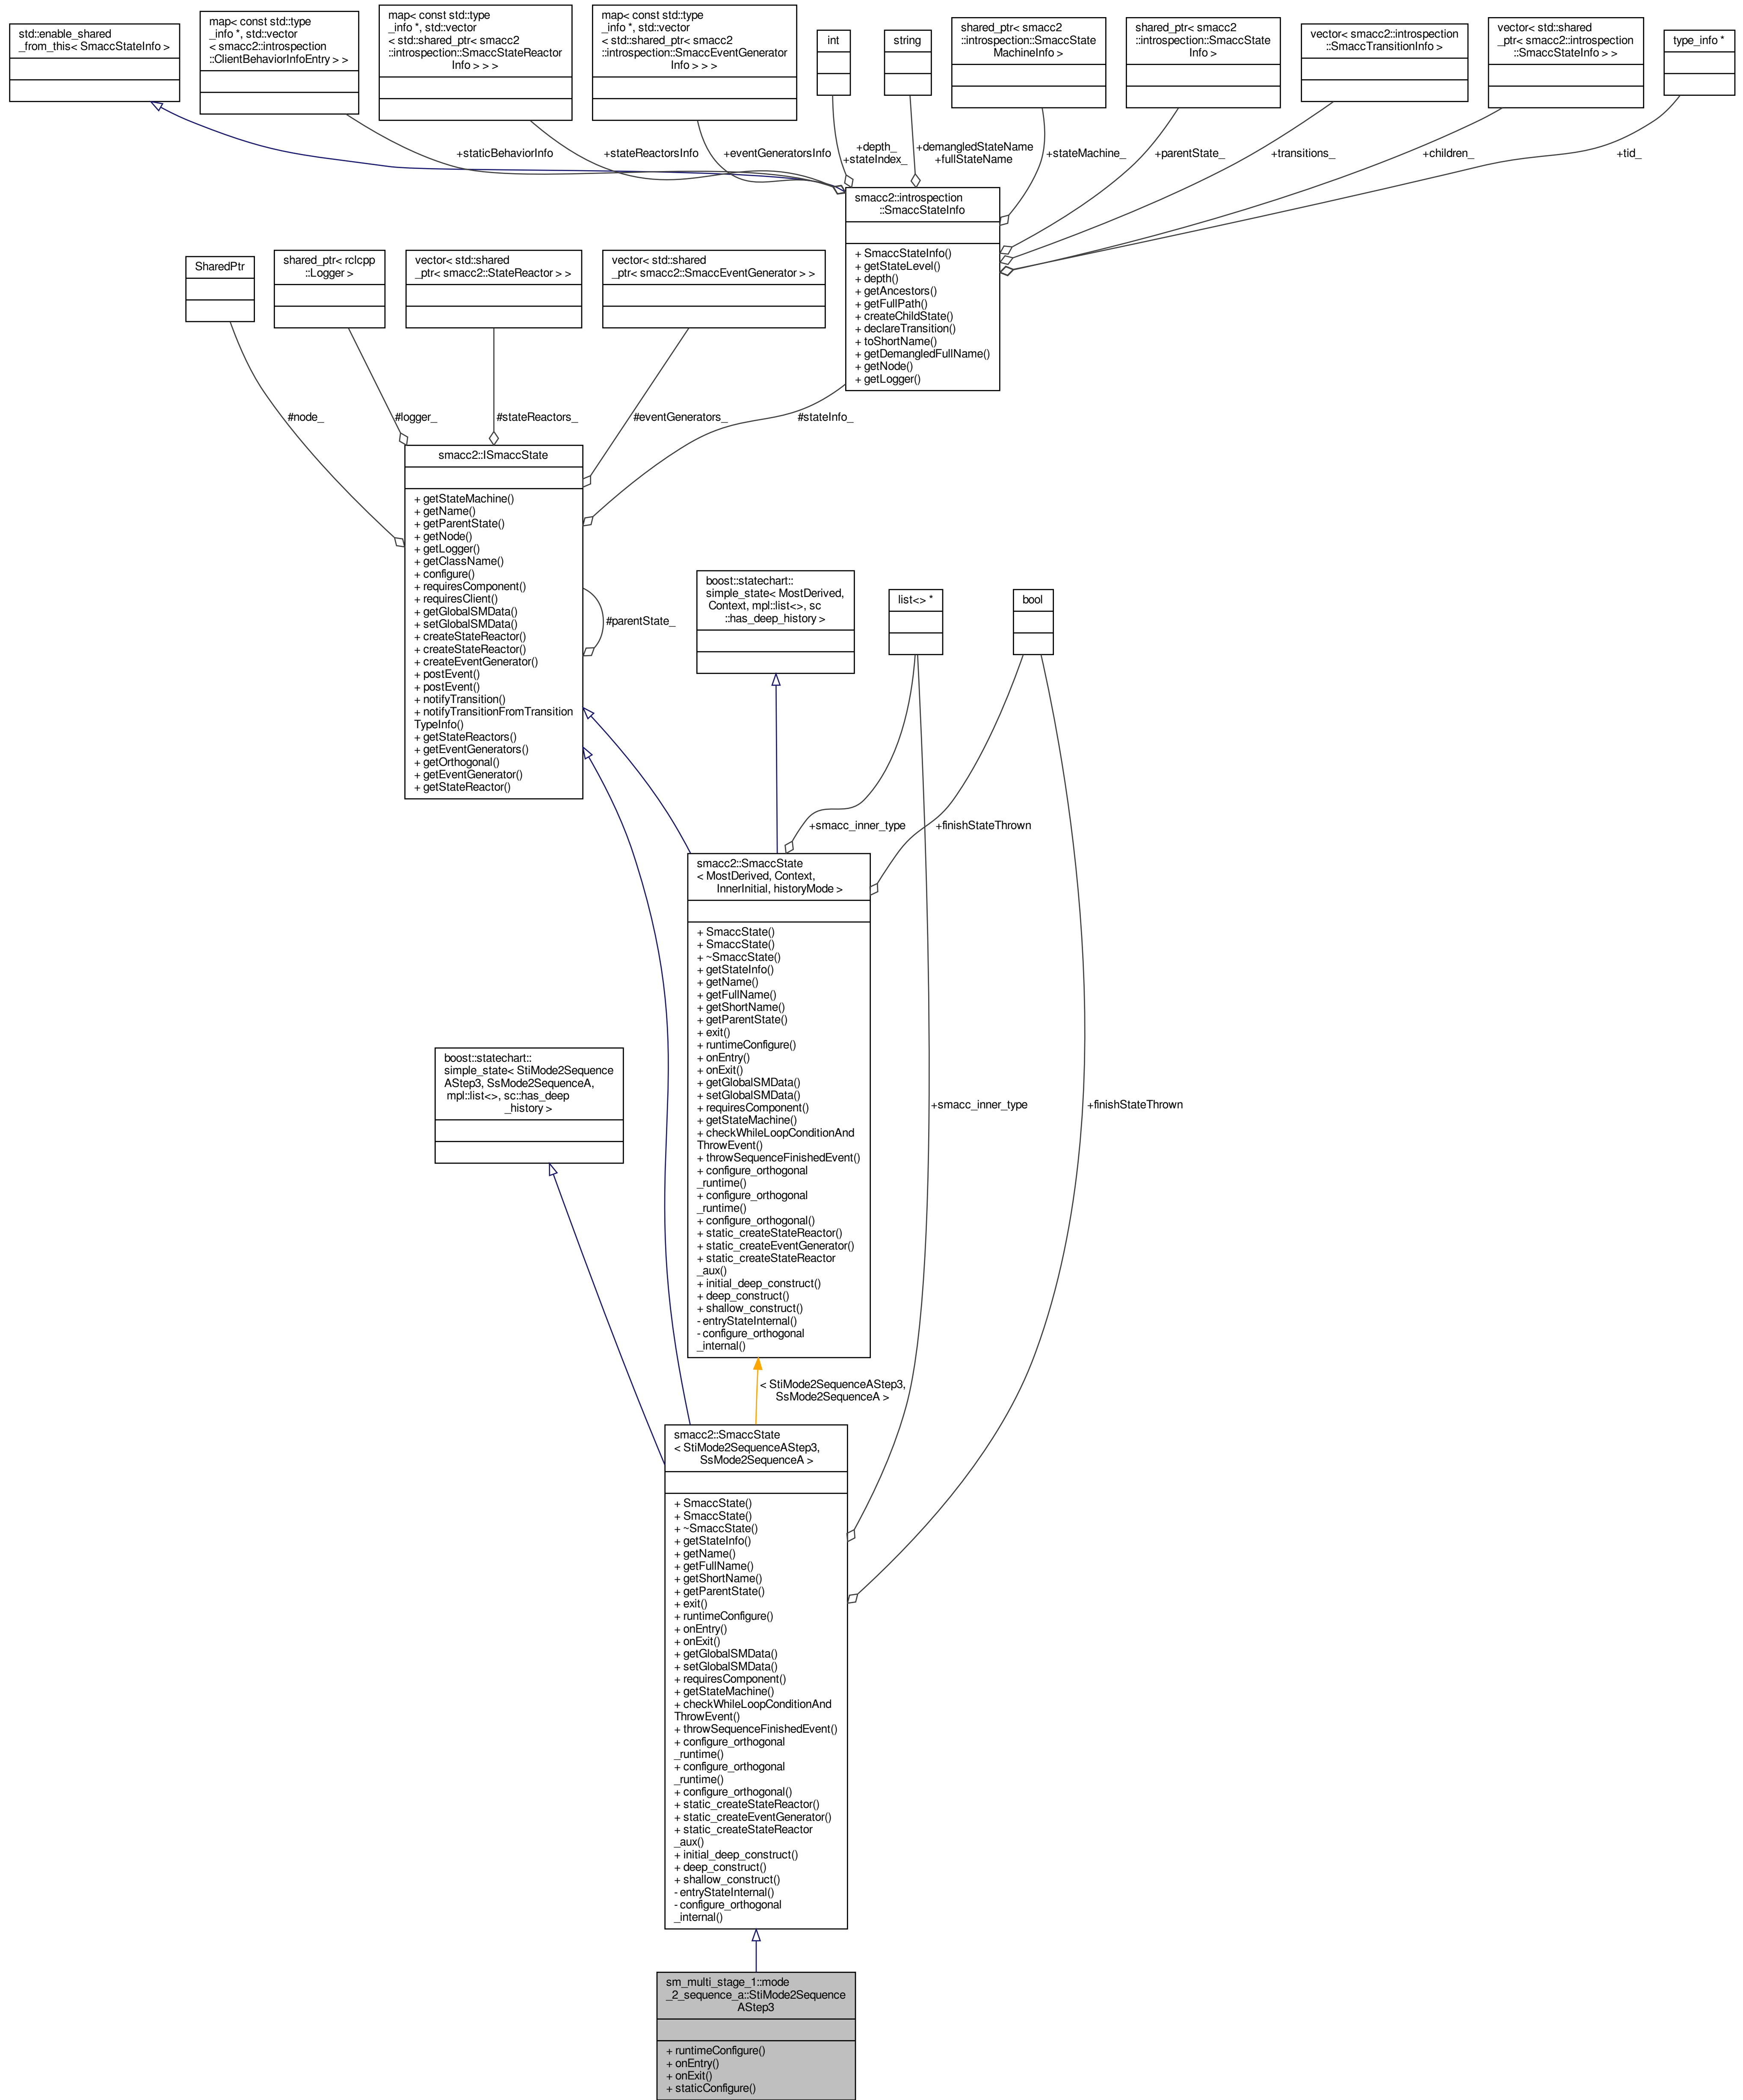 std::enable_shared
_from_this< SmaccStateInfo >
map< const std::type
_info *, std::vector
< smacc2::introspection
::ClientBehaviorInfoEntry > >
map< const std::type
_info *, std::vector
< std::shared_ptr< smacc2
::introspection::SmaccStateReactor
Info > > >
map< const std::type
_info *, std::vector
< std::shared_ptr< smacc2
::introspection::SmaccEventGenerator
Info > > >
int
string
shared_ptr< smacc2
::introspection::SmaccState
MachineInfo >
shared_ptr< smacc2
::introspection::SmaccState
Info >
vector< smacc2::introspection
::SmaccTransitionInfo >
vector< std::shared
_ptr< smacc2::introspection
::SmaccStateInfo > >
type_info *
+staticBehaviorInfo
+stateReactorsInfo
+eventGeneratorsInfo
+depth_
+stateIndex_
+demangledStateName
+fullStateName
+stateMachine_
+parentState_
+transitions_
+children_
+tid_
smacc2::introspection
::SmaccStateInfo
+ SmaccStateInfo()
+ getStateLevel()
+ depth()
+ getAncestors()
+ getFullPath()
+ createChildState()
+ declareTransition()
+ toShortName()
+ getDemangledFullName()
+ getNode()
+ getLogger()
SharedPtr
shared_ptr< rclcpp
::Logger >
vector< std::shared
_ptr< smacc2::StateReactor > >
vector< std::shared
_ptr< smacc2::SmaccEventGenerator > >
#node_
#logger_
#stateReactors_
#eventGenerators_
#stateInfo_
smacc2::ISmaccState
+ getStateMachine()
+ getName()
+ getParentState()
+ getNode()
+ getLogger()
+ getClassName()
+ configure()
+ requiresComponent()
+ requiresClient()
+ getGlobalSMData()
+ setGlobalSMData()
+ createStateReactor()
+ createStateReactor()
+ createEventGenerator()
+ postEvent()
+ postEvent()
+ notifyTransition()
+ notifyTransitionFromTransition
TypeInfo()
+ getStateReactors()
+ getEventGenerators()
+ getOrthogonal()
+ getEventGenerator()
+ getStateReactor()
#parentState_
boost::statechart::
simple_state< MostDerived,
Context, mpl::list<>, sc
::has_deep_history >
list<> *
bool
+smacc_inner_type
+finishStateThrown
smacc2::SmaccState
< MostDerived, Context,
InnerInitial, historyMode >
+ SmaccState()
+ SmaccState()
+ ~SmaccState()
+ getStateInfo()
+ getName()
+ getFullName()
+ getShortName()
+ getParentState()
+ exit()
+ runtimeConfigure()
+ onEntry()
+ onExit()
+ getGlobalSMData()
+ setGlobalSMData()
+ requiresComponent()
+ getStateMachine()
+ checkWhileLoopConditionAnd
ThrowEvent()
+ throwSequenceFinishedEvent()
+ configure_orthogonal
_runtime()
+ configure_orthogonal
_runtime()
+ configure_orthogonal()
+ static_createStateReactor()
+ static_createEventGenerator()
+ static_createStateReactor
_aux()
+ initial_deep_construct()
+ deep_construct()
+ shallow_construct()
- entryStateInternal()
- configure_orthogonal
_internal()
boost::statechart::
simple_state< StiMode2Sequence
AStep3, SsMode2SequenceA,
mpl::list<>, sc::has_deep
_history >
+smacc_inner_type
+finishStateThrown
< StiMode2SequenceAStep3,
SsMode2SequenceA >
smacc2::SmaccState
< StiMode2SequenceAStep3,
SsMode2SequenceA >
+ SmaccState()
+ SmaccState()
+ ~SmaccState()
+ getStateInfo()
+ getName()
+ getFullName()
+ getShortName()
+ getParentState()
+ exit()
+ runtimeConfigure()
+ onEntry()
+ onExit()
+ getGlobalSMData()
+ setGlobalSMData()
+ requiresComponent()
+ getStateMachine()
+ checkWhileLoopConditionAnd
ThrowEvent()
+ throwSequenceFinishedEvent()
+ configure_orthogonal
_runtime()
+ configure_orthogonal
_runtime()
+ configure_orthogonal()
+ static_createStateReactor()
+ static_createEventGenerator()
+ static_createStateReactor
_aux()
+ initial_deep_construct()
+ deep_construct()
+ shallow_construct()
- entryStateInternal()
- configure_orthogonal
_internal()
sm_multi_stage_1::mode
_2_sequence_a::StiMode2Sequence
AStep3
+ runtimeConfigure()
+ onEntry()
+ onExit()
+ staticConfigure()